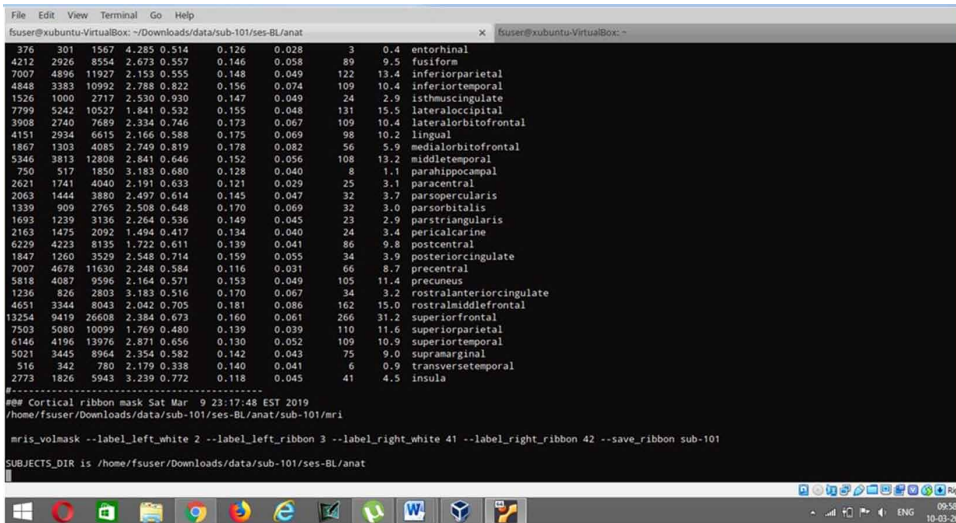 File Edit View Terminal Go Help
fsuser@xubuntu-VirtualBox: ~/Downloads/data/sub-101/ses-BL/anat × fsuser@xubuntu-VirtualBox: ~
376 301 1567 4.285 0.514 0.126 0.028 3 0.4 entorhinal
4212 2926 8554 2.673 0.557 0.146 0.058 89 9.5 fusiform
7007 4896 11927 2.153 0.555 0.148 0.049 122 13.4 inferiorparietal
4848 3383 10992 2.788 0.822 0.156 0.074 109 10.4 inferiortemporal
1526 1000 2717 2.530 0.930 0.147 0.049 24 2.9 isthmuscingulate
7799 5242 10527 1.841 0.532 0.155 0.048 131 15.5 lateraloccipital
3908 2740 7689 2.334 0.746 0.173 0.067 109 10.4 lateralorbitofrontal
4151 2934 6615 2.166 0.588 0.175 0.069 98 10.2 lingual
1867 1303 4085 2.749 0.819 0.178 0.082 56 5.9 medialorbitofrontal
5346 3813 12808 2.841 0.646 0.152 0.056 108 13.2 middletemporal
750 517 1850 3.183 0.680 0.128 0.040 8 1.1 parahippocampal
2621 1741 4040 2.191 0.633 0.121 0.029 25 3.1 paracentral
2063 1444 3880 2.497 0.614 0.145 0.047 32 3.7 parsopercularis
1339 909 2765 2.508 0.648 0.170 0.069 32 3.0 parsorbitalis
1693 1239 3136 2.264 0.536 0.149 0.045 23 2.9 parstriangularis
2163 1475 2092 1.494 0.417 0.134 0.040 24 3.4 pericalcarine
6229 4223 8135 1.722 0.611 0.139 0.041 86 9.8 postcentral
1847 1260 3529 2.548 0.714 0.159 0.055 34 3.9 posteriorcingulate
7007 4678 11630 2.248 0.584 0.116 0.031 66 8.7 precentral
5818 4087 9596 2.164 0.571 0.153 0.049 105 11.4 precuneus
1236 826 2803 3.183 0.516 0.170 0.067 34 3.2 rostralanteriorcingulate
4651 3344 8043 2.042 0.705 0.181 0.086 162 15.0 rostralmiddlefrontal
13254 9419 26608 2.384 0.673 0.160 0.061 266 31.2 superiorfrontal
7503 5080 10099 1.769 0.480 0.139 0.039 110 11.6 superiorparietal
6146 4196 13976 2.871 0.656 0.130 0.052 109 10.9 superiortemporal
5021 3445 8964 2.354 0.582 0.142 0.043 75 9.0 supramarginal
516 342 780 2.179 0.338 0.140 0.041 6 0.9 transversetemporal
2773 1826 5943 3.239 0.772 0.118 0.045 41 4.5 insula
#--------------------------------------------
#@# Cortical ribbon mask Sat Mar 9 23:17:48 EST 2019
/home/fsuser/Downloads/data/sub-101/ses-BL/anat/sub-101/mri
mris_volmask --label_left_white 2 --label_left_ribbon 3 --label_right_white 41 --label_right_ribbon 42 --save_ribbon sub-101
SUBJECTS_DIR is /home/fsuser/Downloads/data/sub-101/ses-BL/anat
ENG